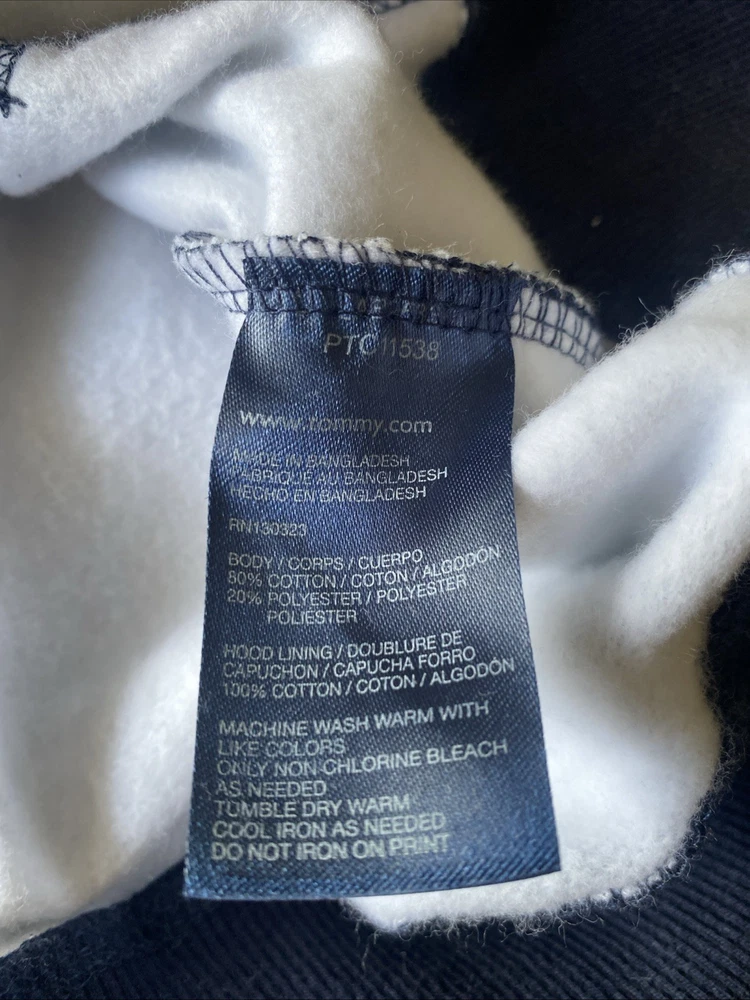 PTC11538
www.tommy.com
MADE IN BANGLADESH
FABRIQUÉ AU BANGLADESH
HECHO EN BANGLADESH
RN130323
BODY / CORPS / CUERPO
80% COTTON / COTON / ALGODÓN
20% POLYESTER / POLYESTER
POLIÉSTER
HOOD LINING / DOUBLURE DE
CAPUCHON / CAPUCHA FORRO
100% COTTON / COTON / ALGODÓN
MACHINE WASH WARM WITH
LIKE COLORS
ONLY NON-CHLORINE BLEACH
AS NEEDED
TUMBLE DRY WARM
COOL IRON AS NEEDED
DO NOT IRON ON PRINT